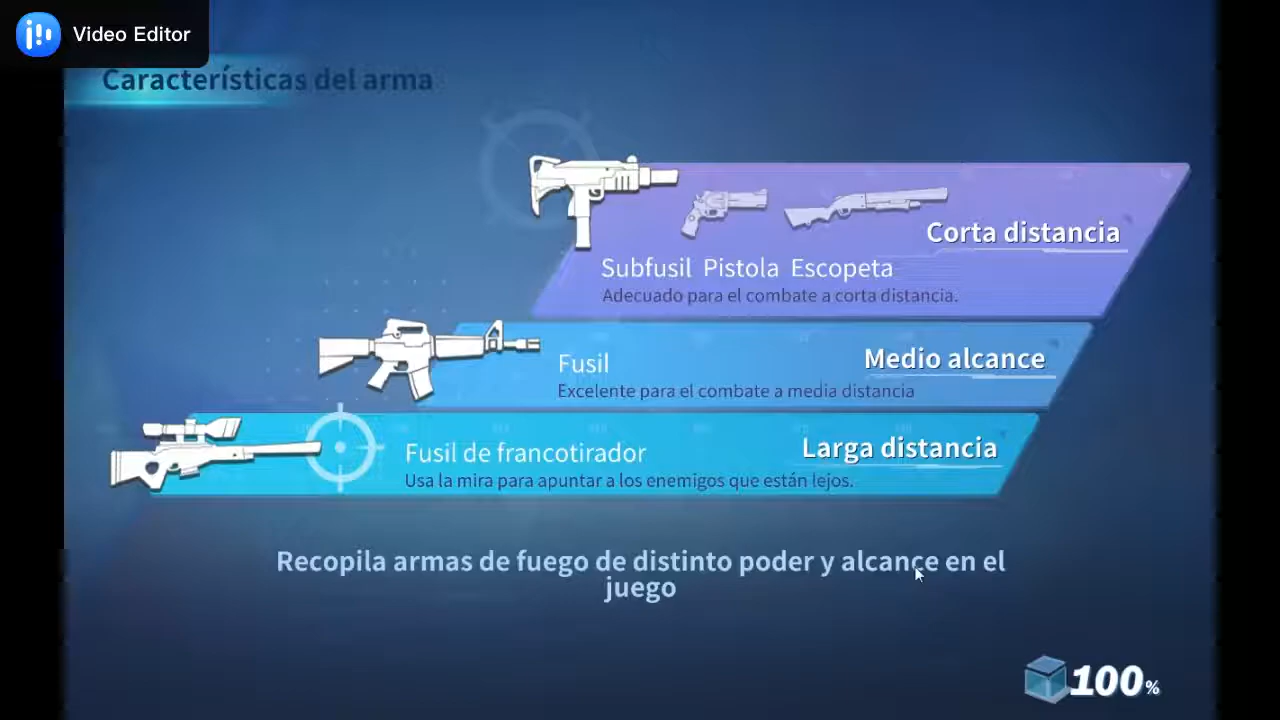 Video Editor
Características del arma
Corta distancia
Subfusil Pistola Escopeta
Adecuado para el combate a corta distancia.
Fusil
Medio alcance
Excelente para el combate a media distancia
Fusil de francotirador
Larga distancia
Usa la mira para apuntar a los enemigos que están lejos.
Recopila armas de fuego de distinto poder y alcance en el
juego
100%